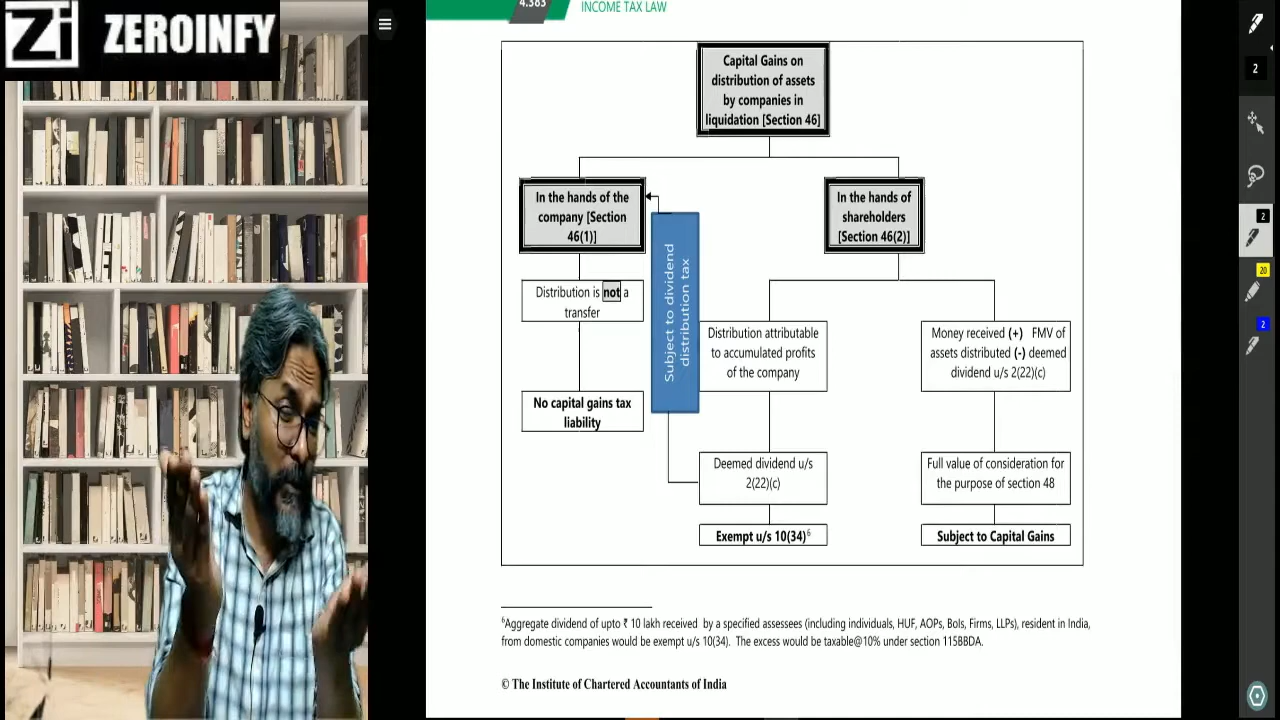 Zi ZEROINFY
4.383
INCOME TAX LAW
Capital Gains on
distribution of assets
by companies in
liquidation [Section 46]
In the hands of the
company [Section
46(1)]
In the hands of
shareholders
[Section 46(2)]
Subject to dividend
distribution tax
Distribution is not a
transfer
Distribution attributable
to accumulated profits
of the company
Money received (+) FMV of
assets distributed (-) deemed
dividend u/s 2(22)(c)
No capital gains tax
liability
Deemed dividend u/s
2(22)(c)
Full value of consideration for
the purpose of section 48
Exempt u/s 10(34)6
Subject to Capital Gains
6Aggregate dividend of upto ₹ 10 lakh received by a specified assessees (including individuals, HUF, AOPs, BoIs, Firms, LLPs), resident in India,
from domestic companies would be exempt u/s 10(34). The excess would be taxable@10% under section 115BBDA.
© The Institute of Chartered Accountants of India
2
2
20
2